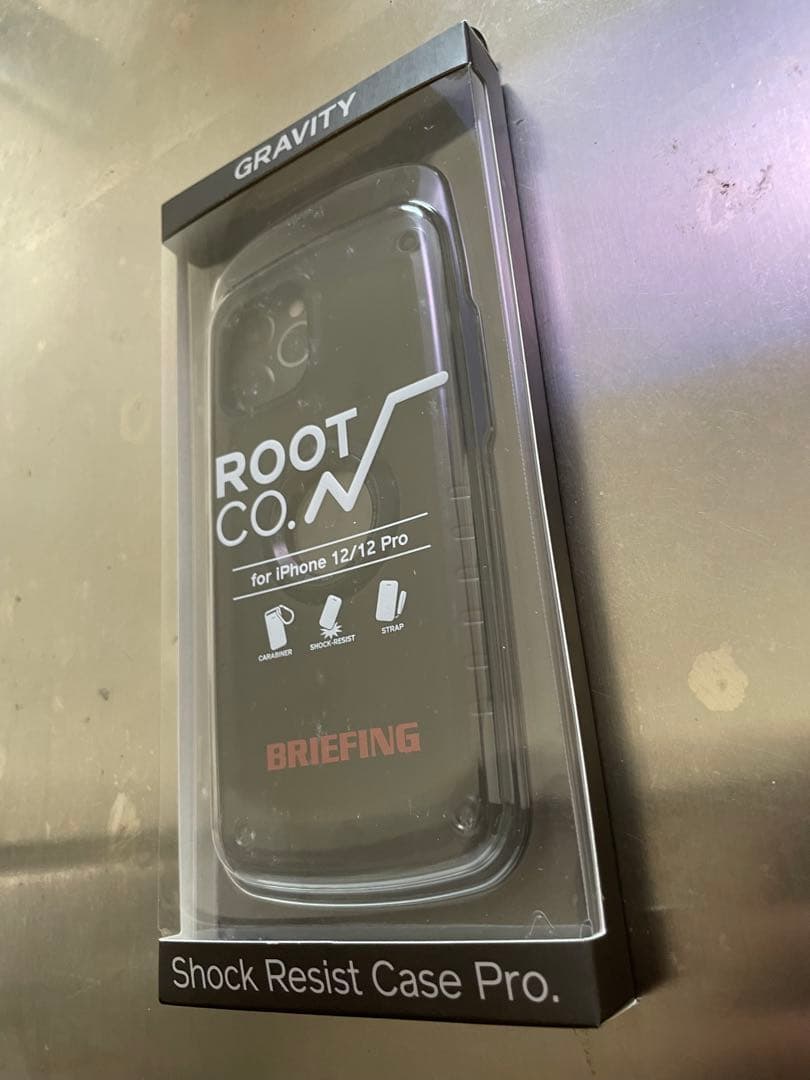 GRAVITY
ROOT
CO.
for iPhone 12/12 Pro
CARABINER SHOCK-RESIST STRAP
BRIEFING
Shock Resist Case Pro.